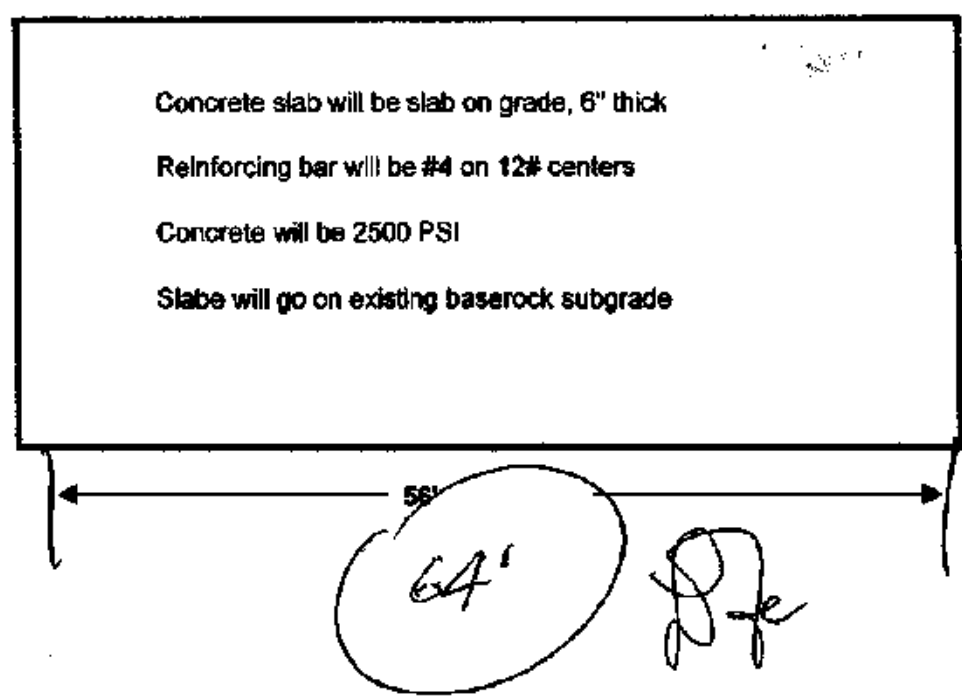 Concrete slab will be slab on grade, 6" thick
Reinforcing bar will be #4 on 12# centers
Concrete will be 2500 PSI
Slabe will go on existing baserock subgrade
56'
64'